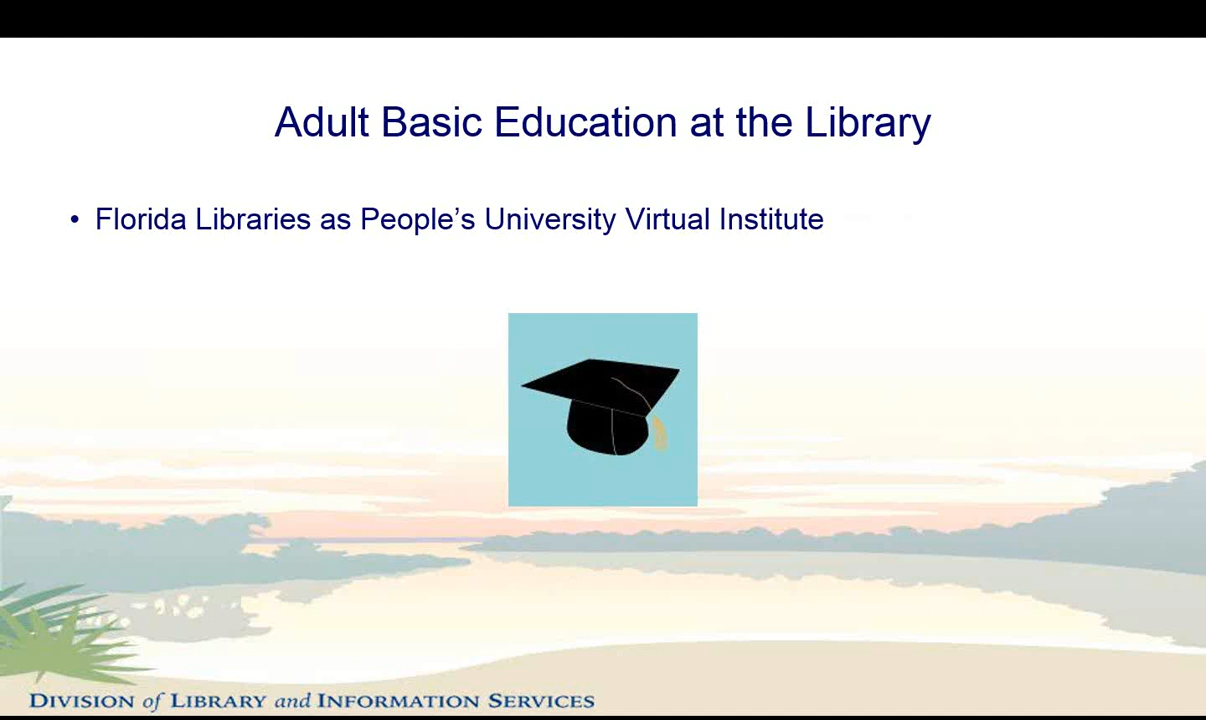 Adult Basic Education at the Library
• Florida Libraries as People’s University Virtual Institute
DIVISION of LIBRARY and INFORMATION SERVICES